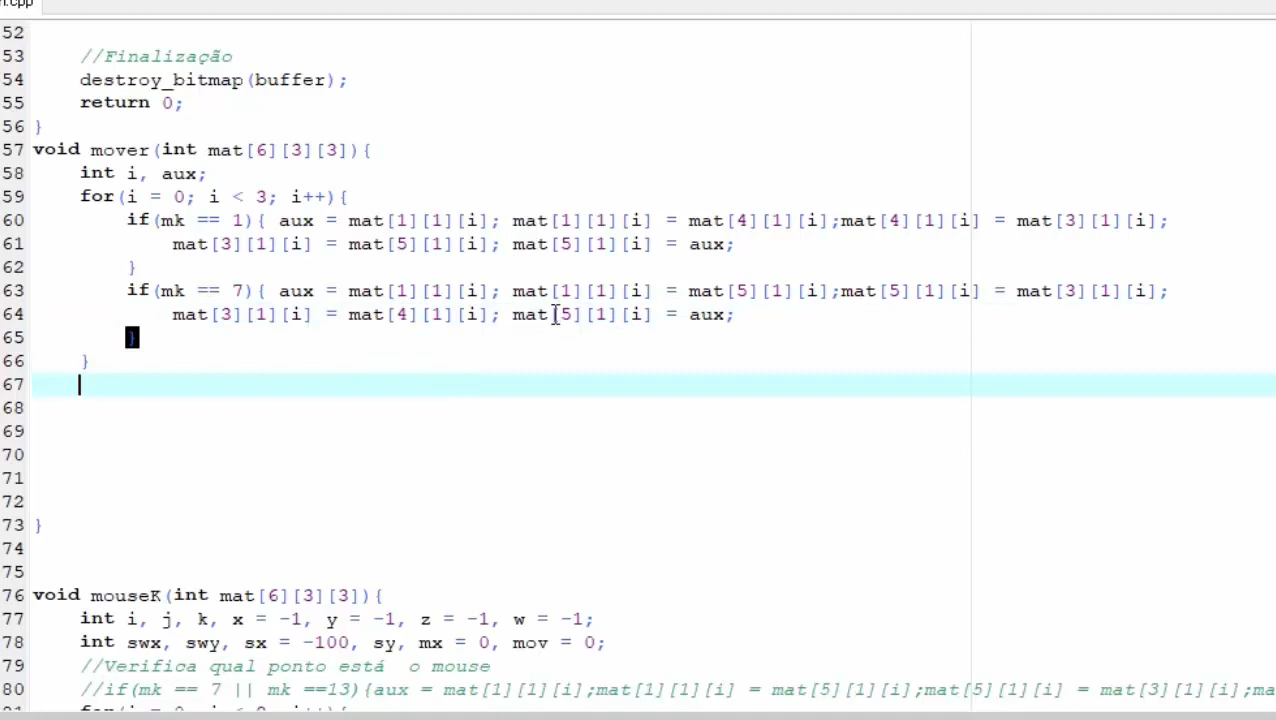 n.cpp
52
53 //Finalização
54 destroy_bitmap(buffer);
55 return 0;
56 }
57 void mover(int mat[6][3][3]){
58 int i, aux;
59 for(i = 0; i < 3; i++){
60 if(mk == 1){ aux = mat[1][1][i]; mat[1][1][i] = mat[4][1][i];mat[4][1][i] = mat[3][1][i];
61 mat[3][1][i] = mat[5][1][i]; mat[5][1][i] = aux;
62 }
63 if(mk == 7){ aux = mat[1][1][i]; mat[1][1][i] = mat[5][1][i];mat[5][1][i] = mat[3][1][i];
64 mat[3][1][i] = mat[4][1][i]; mat[5][1][i] = aux;
65 }
66 }
67
68
69
70
71
72
73 }
74
75
76 void mouseK(int mat[6][3][3]){
77 int i, j, k, x = -1, y = -1, z = -1, w = -1;
78 int swx, swy, sx = -100, sy, mx = 0, mov = 0;
79 //Verifica qual ponto está o mouse
80 //if(mk == 7 || mk ==13){aux = mat[1][1][i];mat[1][1][i] = mat[5][1][i];mat[5][1][i] = mat[3][1][i];ma